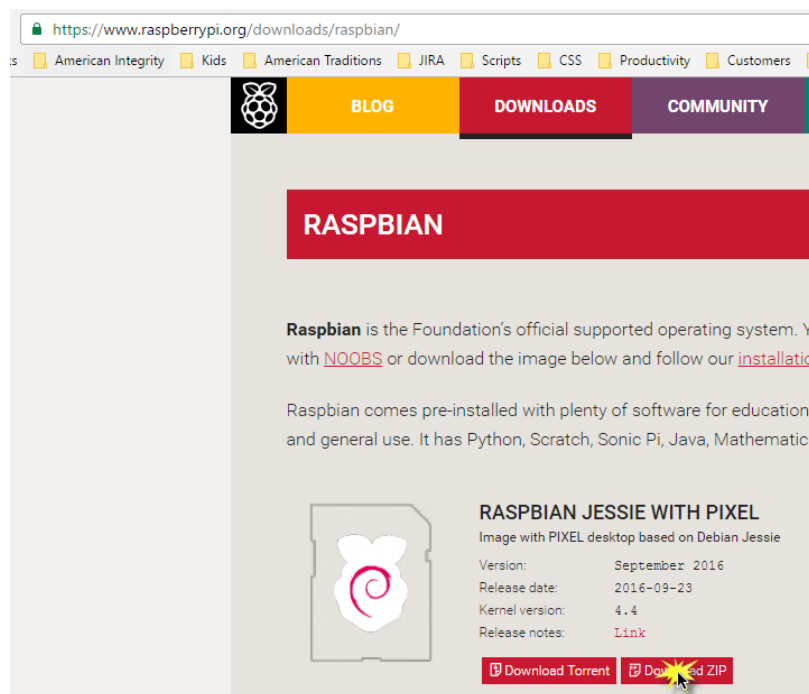 https://www.raspberrypi.org/downloads/raspbian/
American Integrity Kids American Traditions JIRA Scripts CSS Productivity Customers
BLOG DOWNLOADS COMMUNITY
RASPBIAN
Raspbian is the Foundation's official supported operating system.
with NOOBS or download the image below and follow our
Raspbian comes pre-installed with plenty of software for education
and general use. It has Python, Scratch, Sonic Pi, Java,
RASPBIAN JESSIE WITH PIXEL
Image with PIXEL desktop based on Debian Jessie
Version: September 2016
Release date: 2016-09-23
Kernel version: 4.4
Release notes: Link
Download Torrent Download ZIP